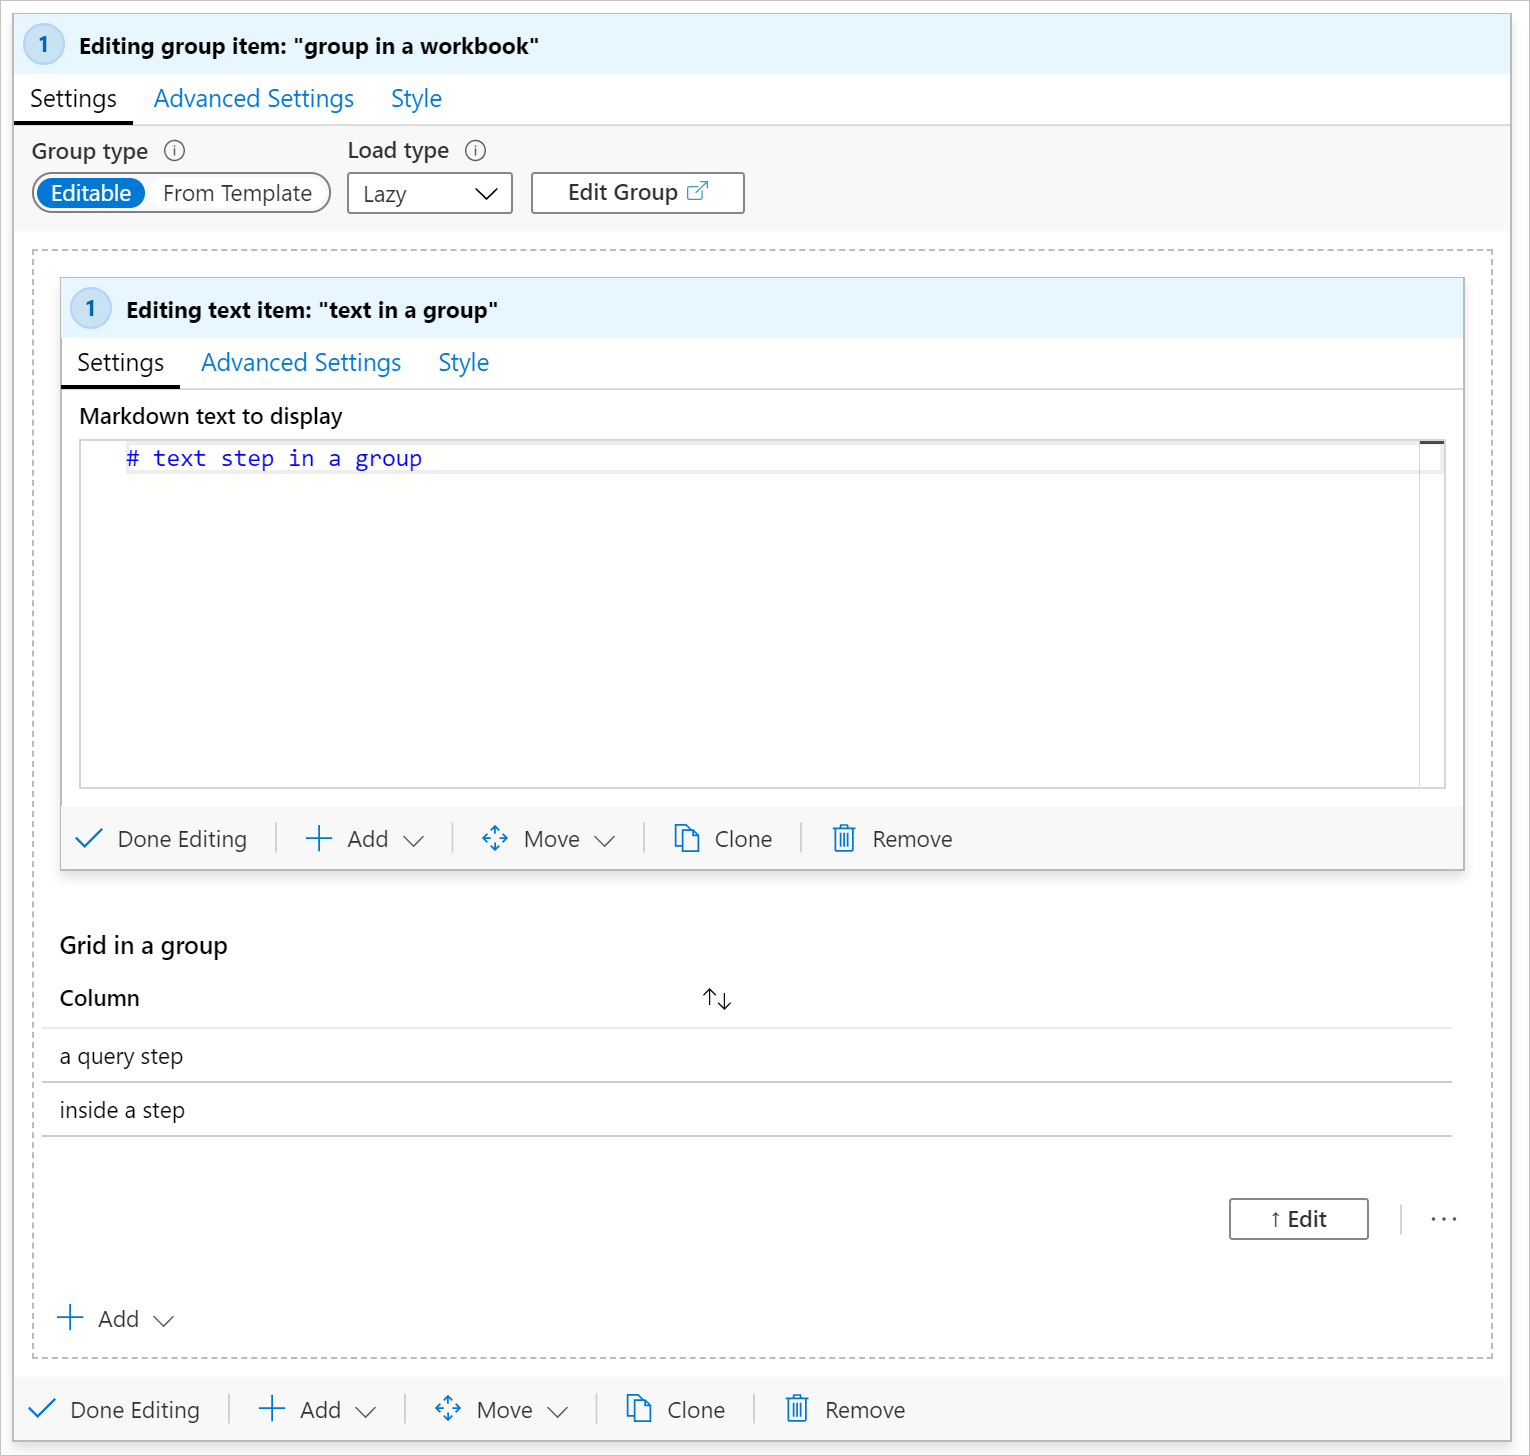 1 Editing group item: "group in a workbook"
Settings Advanced Settings Style
Group type Load type
Editable From Template Lazy Edit Group
1 Editing text item: "text in a group"
Settings Advanced Settings Style
Markdown text to display
# text step in a group
Done Editing Add Move Clone Remove
Grid in a group
Column ↑↓
a query step
inside a step
↑ Edit ...
Add
Done Editing Add Move Clone Remove